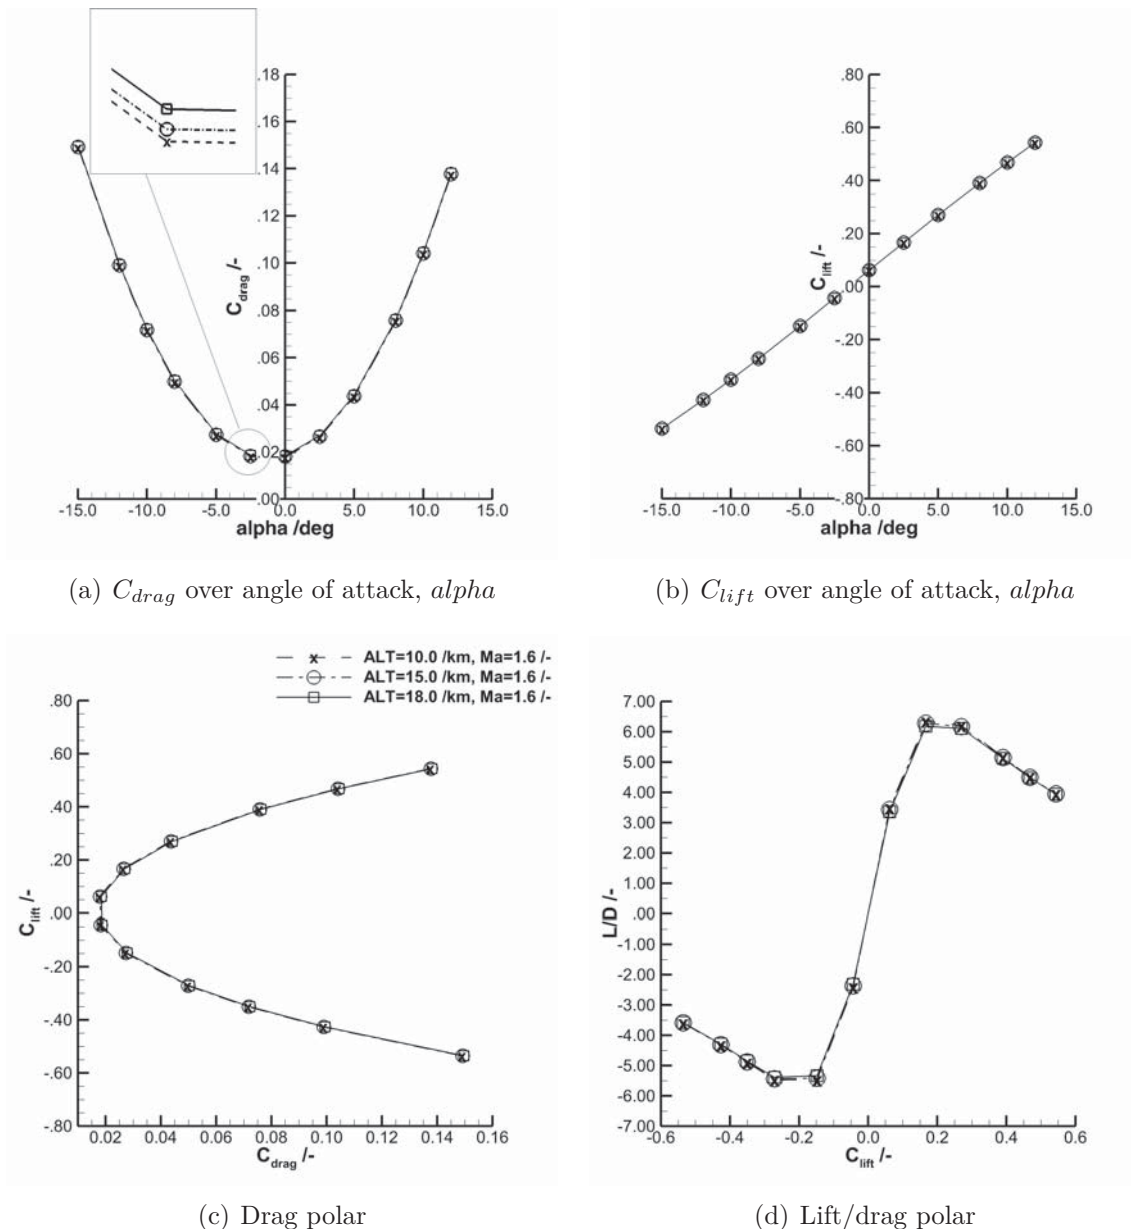 .18
.16
.14
.12
.10
.08
.06
.04
.02
.00
C_drag /-
-15.0 -10.0 -5.0 0.0 5.0 10.0 15.0
alpha /deg
(a) C_drag over angle of attack, alpha
.80
.60
.40
.20
.00
-.20
-.40
-.60
-.80
C_lift /-
-15.0 -10.0 -5.0 0.0 5.0 10.0 15.0
alpha /deg
(b) C_lift over angle of attack, alpha
ALT=10.0 /km, Ma=1.6 /-
ALT=15.0 /km, Ma=1.6 /-
ALT=18.0 /km, Ma=1.6 /-
.80
.60
.40
.20
.00
-.20
-.40
-.60
-.80
C_lift /-
0.02 0.04 0.06 0.08 0.10 0.12 0.14 0.16
C_drag /-
(c) Drag polar
7.00
6.00
5.00
4.00
3.00
2.00
1.00
.00
-1.00
-2.00
-3.00
-4.00
-5.00
-6.00
-7.00
L/D /-
-0.6 -0.4 -0.2 0.0 0.2 0.4 0.6
C_lift /-
(d) Lift/drag polar